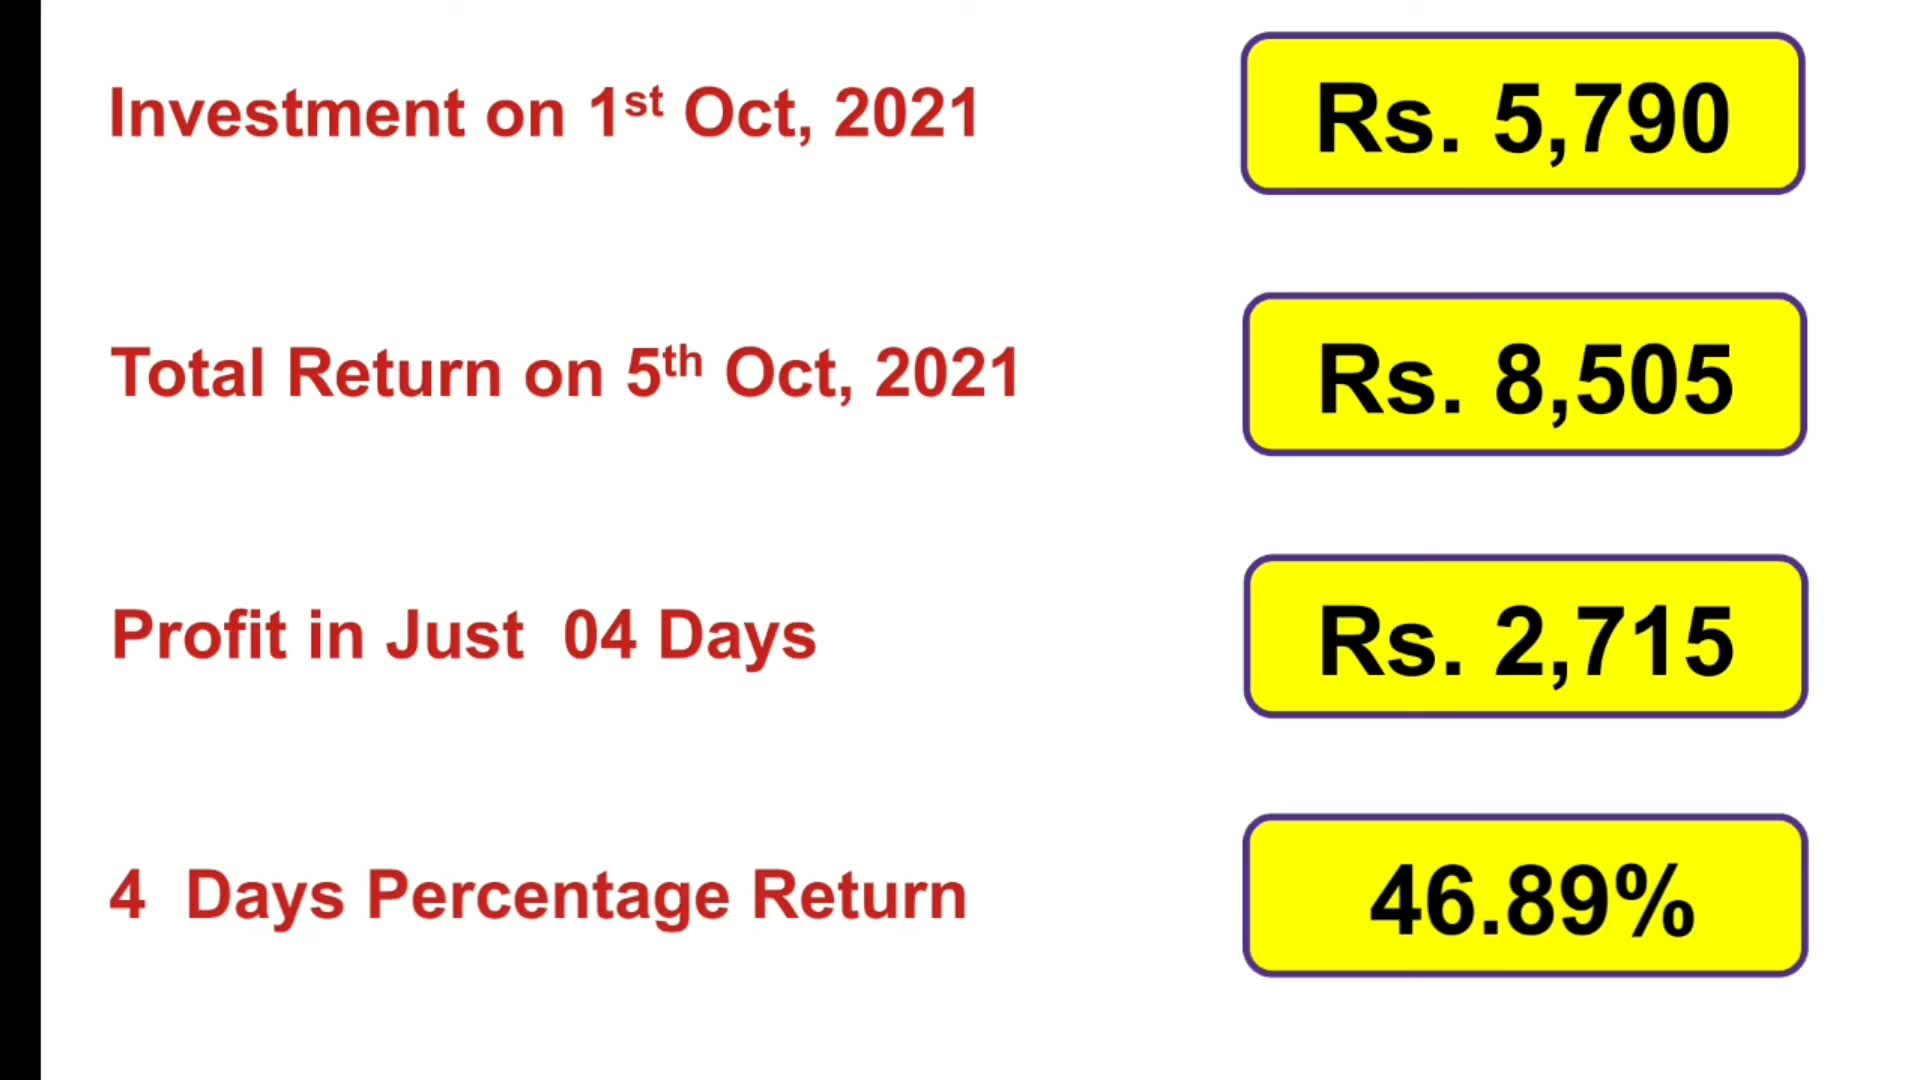 Investment on 1st Oct, 2021 Rs. 5,790
Total Return on 5th Oct, 2021 Rs. 8,505
Profit in Just  04 Days Rs. 2,715
4  Days Percentage Return 46.89%